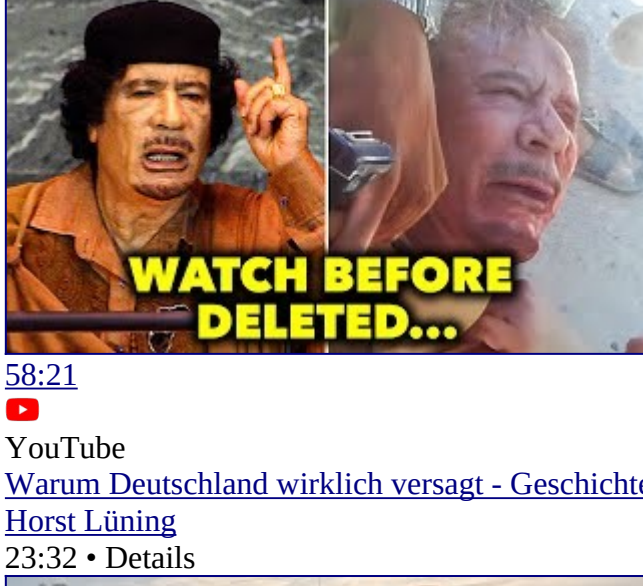 WATCH BEFORE
DELETED...
58:21
YouTube
Warum Deutschland wirklich versagt - Geschichte
Horst Lüning
23:32 • Details